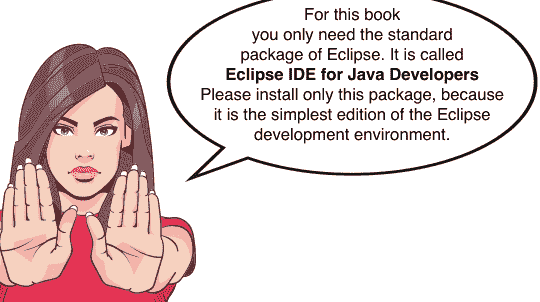 For this book
you only need the standard
package of Eclipse. It is called
Eclipse IDE for Java Developers
Please install only this package, because
it is the simplest edition of the Eclipse
development environment.